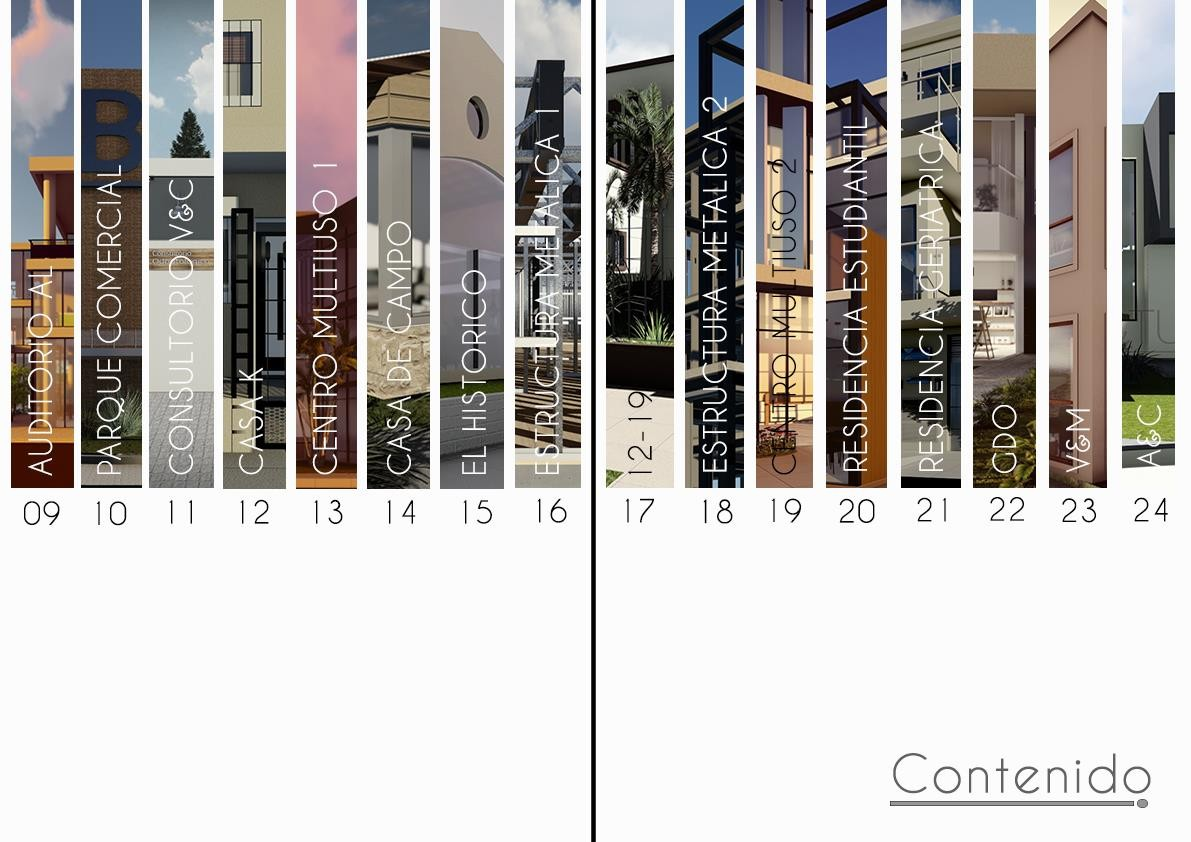 AUDITORIO AL
09
B
PARQUE COMERCIAL
10
CONSULTORIO V&C
11
CASA K
12
CENTRO MULTIUSO 1
13
CASA DE CAMPO
14
EL HISTORICO
15
ESTRUCTURA METALICA 1
16
12-19
17
ESTRUCTURA METALICA 2
18
CENTRO MULTIUSO 2
19
RESIDENCIA ESTUDIANTIL
20
RESIDENCIA GERIATRICA
21
ODO
22
V&M
23
A&C
24
Contenido